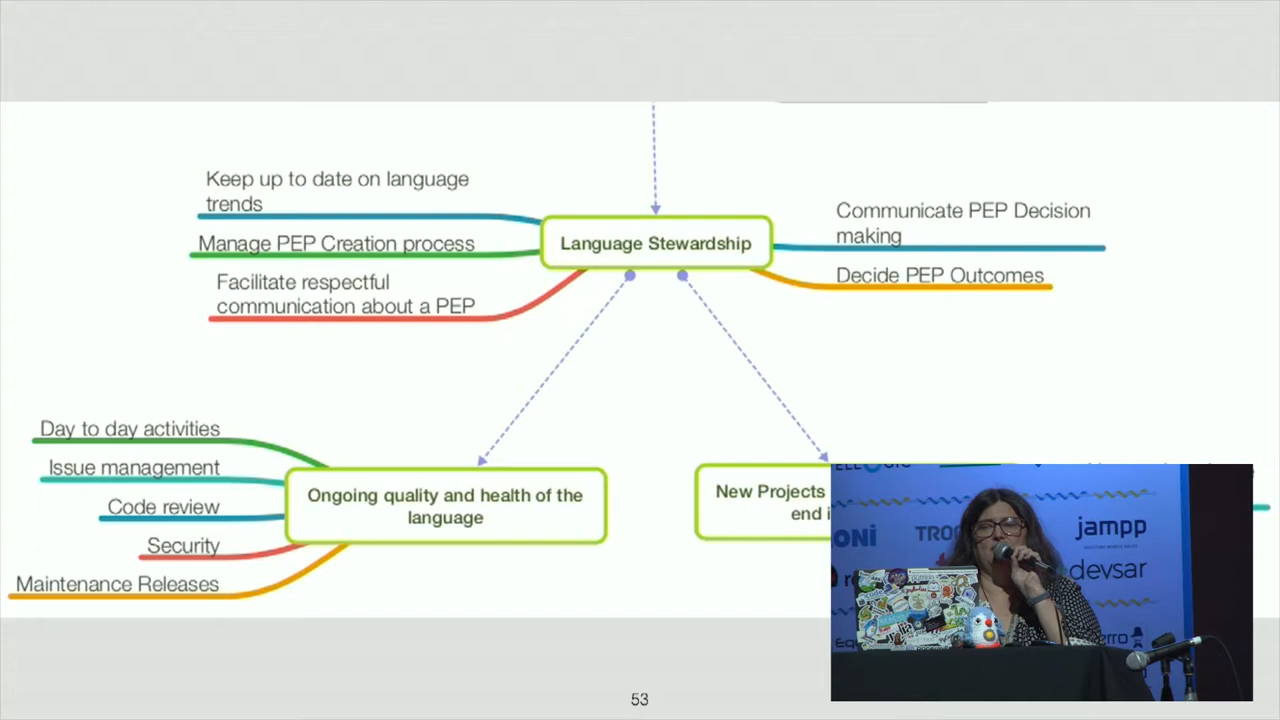 Keep up to date on language
trends
Manage PEP Creation process
Facilitate respectful
communication about a PEP
Language Stewardship
Communicate PEP Decision
making
Decide PEP Outcomes
Day to day activities
Issue management
Code review
Security
Maintenance Releases
Ongoing quality and health of the
language
New Projects
end
jampp
devsar
53